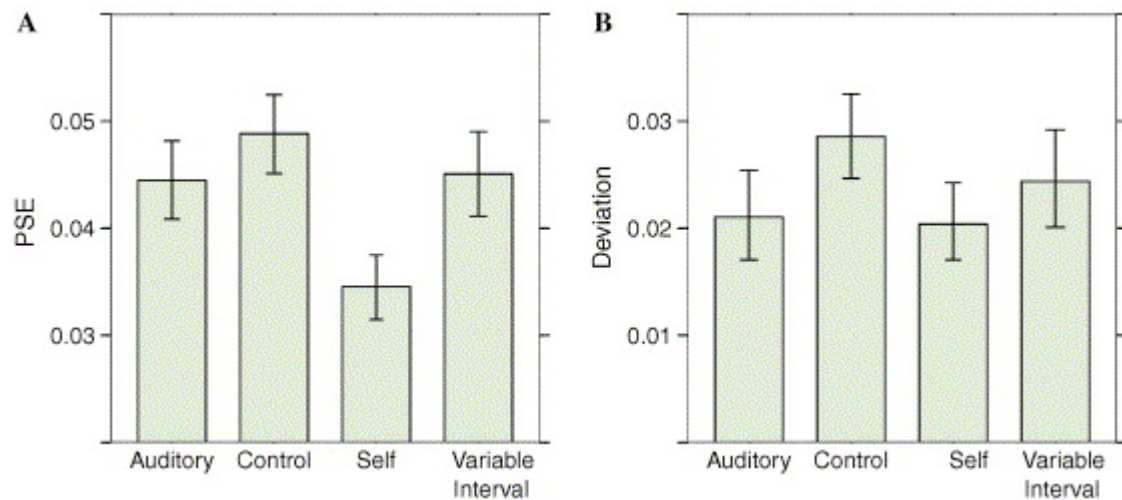 A
PSE
0.05
0.04
0.03
Auditory
Control
Self
Variable
Interval
B
Deviation
0.03
0.02
0.01
Auditory
Control
Self
Variable
Interval